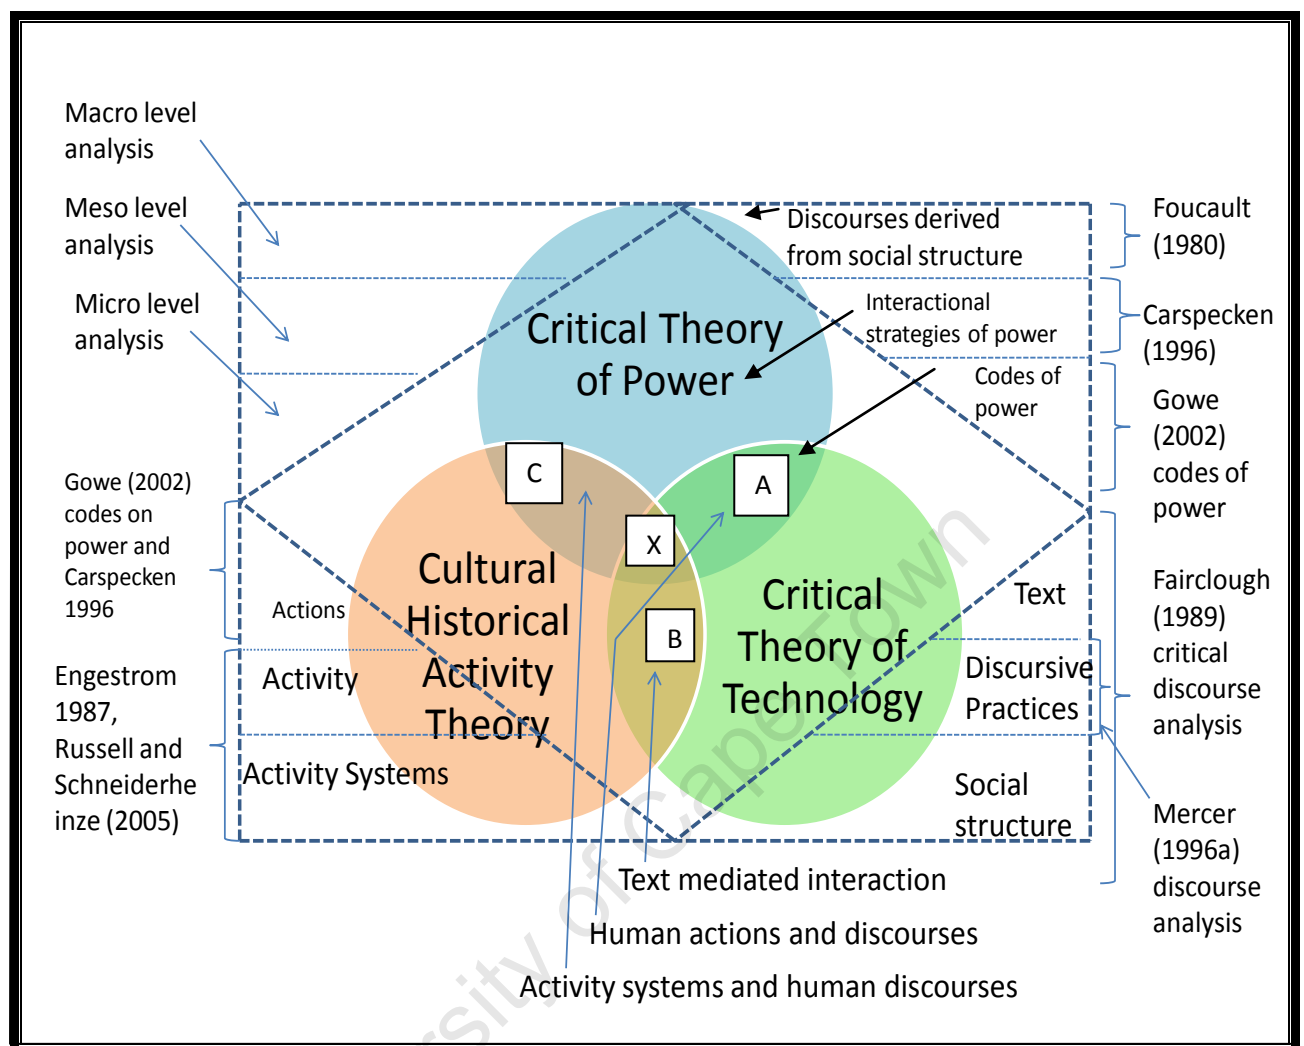 Macro level
analysis
Meso level
analysis
Micro level
analysis
Discourses derived
from social structure
Interactional
strategies of power
Codes of
power
Foucault
(1980)
Carspecken
(1996)
Gowe
(2002)
codes of
power
Critical Theory
of Power
C
A
X
B
Gowe (2002)
codes on
power and
Carspecken
1996
Engestrom
1987,
Russell and
Schneiderhe
inze (2005)
Actions
Activity
Activity Systems
Cultural
Historical
Activity
Theory
Critical
Theory of
Technology
Text
Discursive
Practices
Social
structure
Fairclough
(1989)
critical
discourse
analysis
Mercer
(1996a)
discourse
analysis
Text mediated interaction
Human actions and discourses
Activity systems and human discourses
ersity of Cape Town